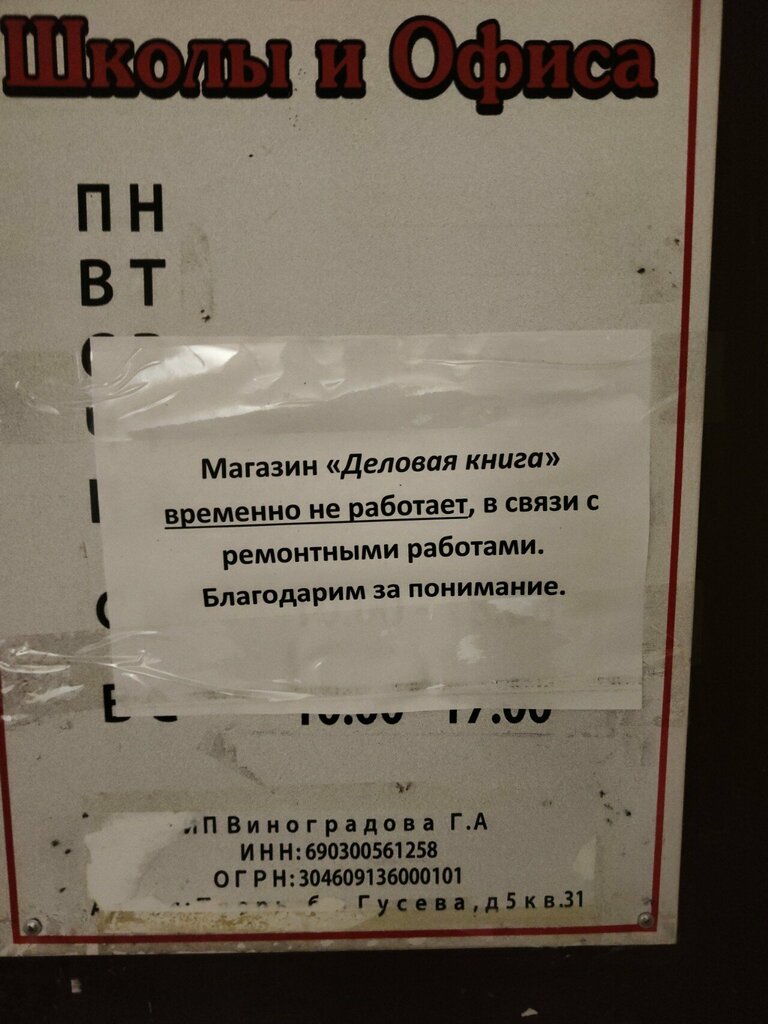 Школы и Офиса
ПН
ВТ
Магазин «Деловая книга»
временно не работает, в связи с
ремонтными работами.
Благодарим за понимание.
ИП Виноградова Г.А
ИНН:690300561258
ОГРН:304609136000101
Гусева,д5 кв.31